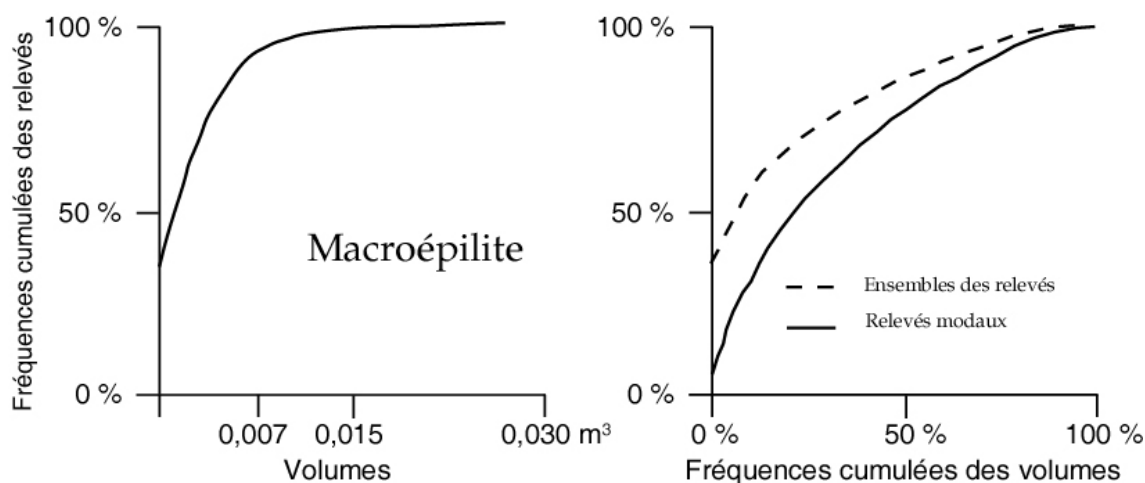 Fréquences cumulées des relevés
100 %
50 %
0 %
Macroépilite
0,007
0,015
0,030 m³
Volumes
100 %
50 %
0 %
Ensembles des relevés
Relevés modaux
0 %
50 %
100 %
Fréquences cumulées des volumes